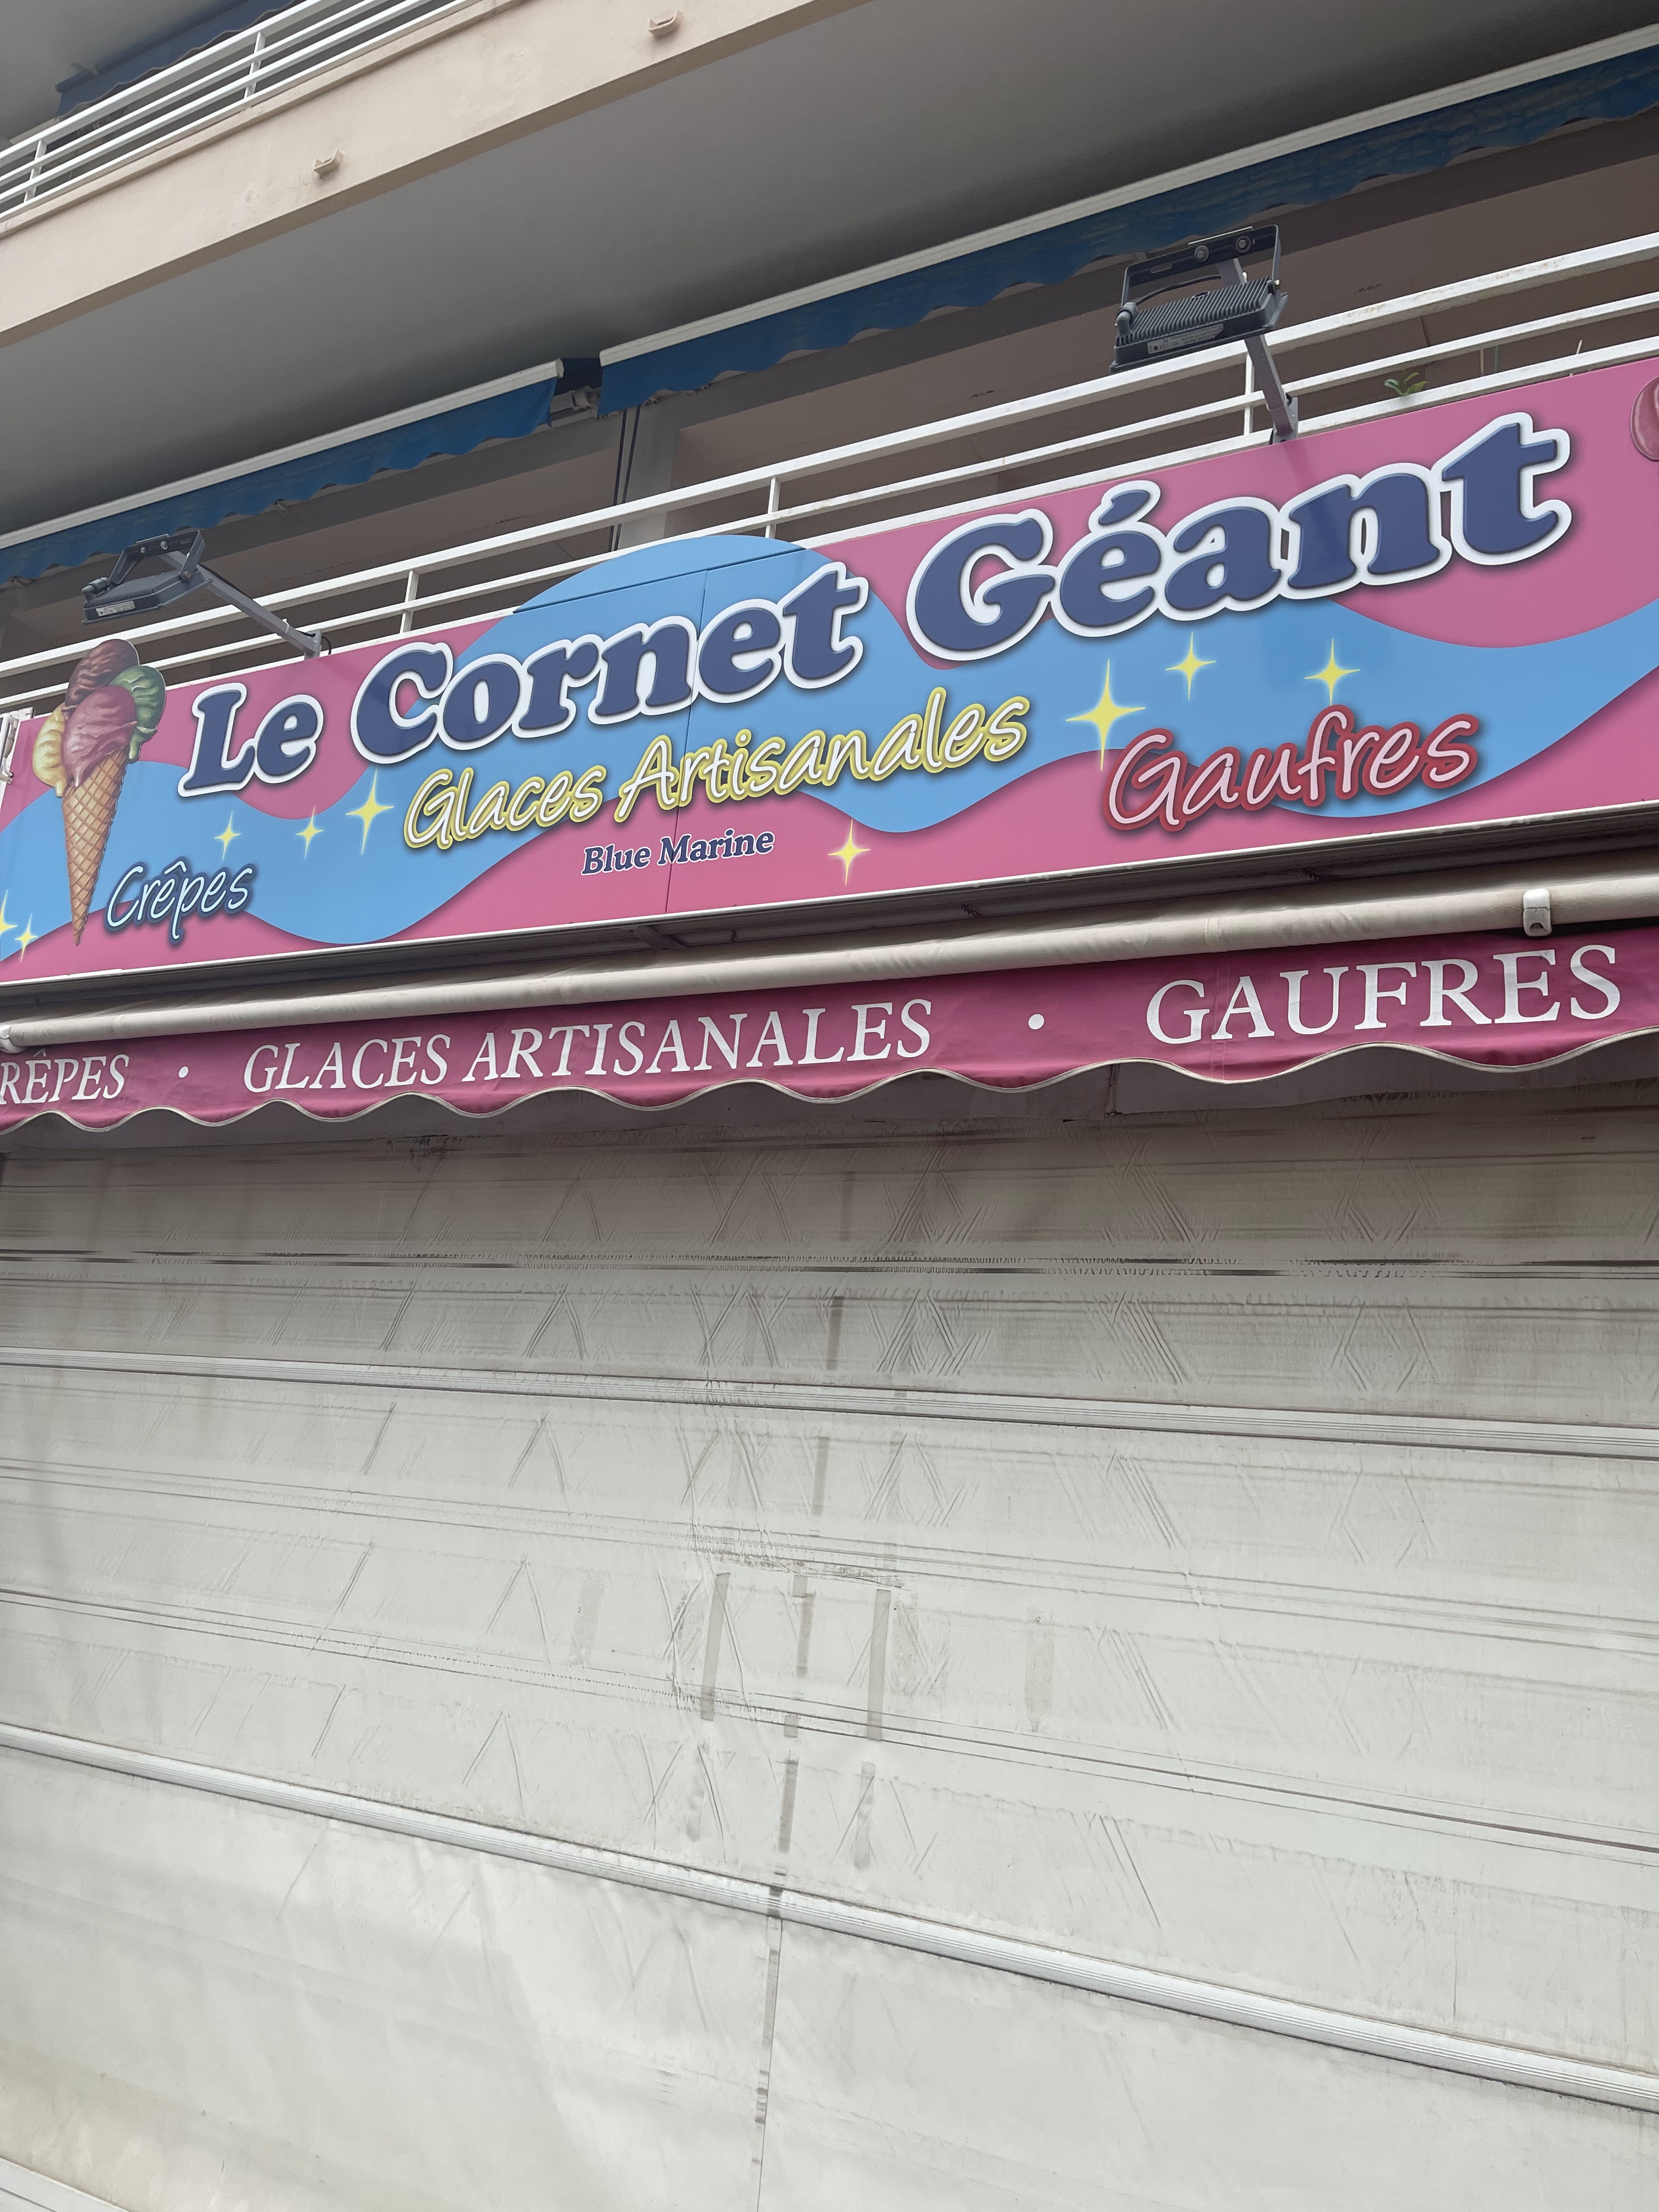 Le Cornet Géant
Glaces Artisanales
Gaufres
Blue Marine
Crêpes
RÊPES • GLACES ARTISANALES • GAUFRES